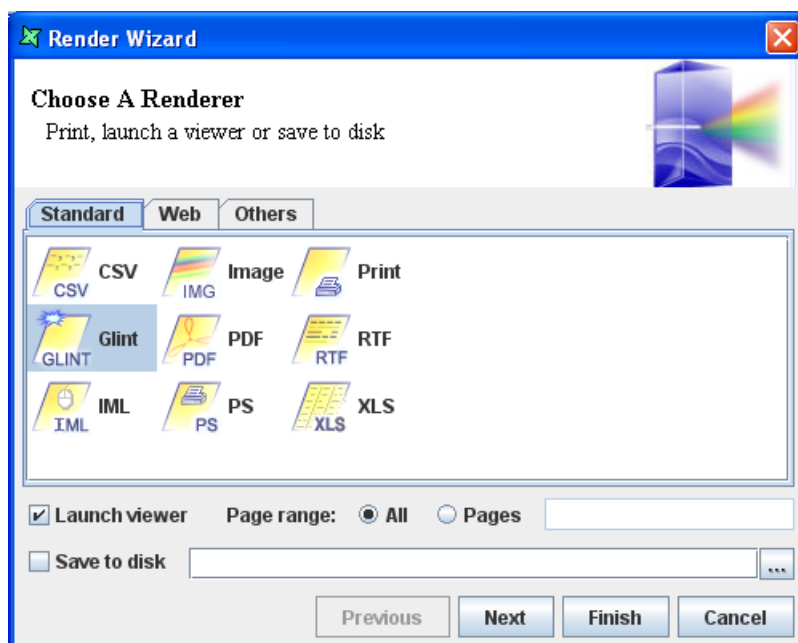 Render Wizard
Choose A Renderer
Print, launch a viewer or save to disk
Standard Web Others
CSV CSV IMG Image Print
GLINT Glint PDF PDF RTF RTF
IML IML PS PS XLS XLS
Launch viewer Page range: All Pages
Save to disk ...
Previous Next Finish Cancel